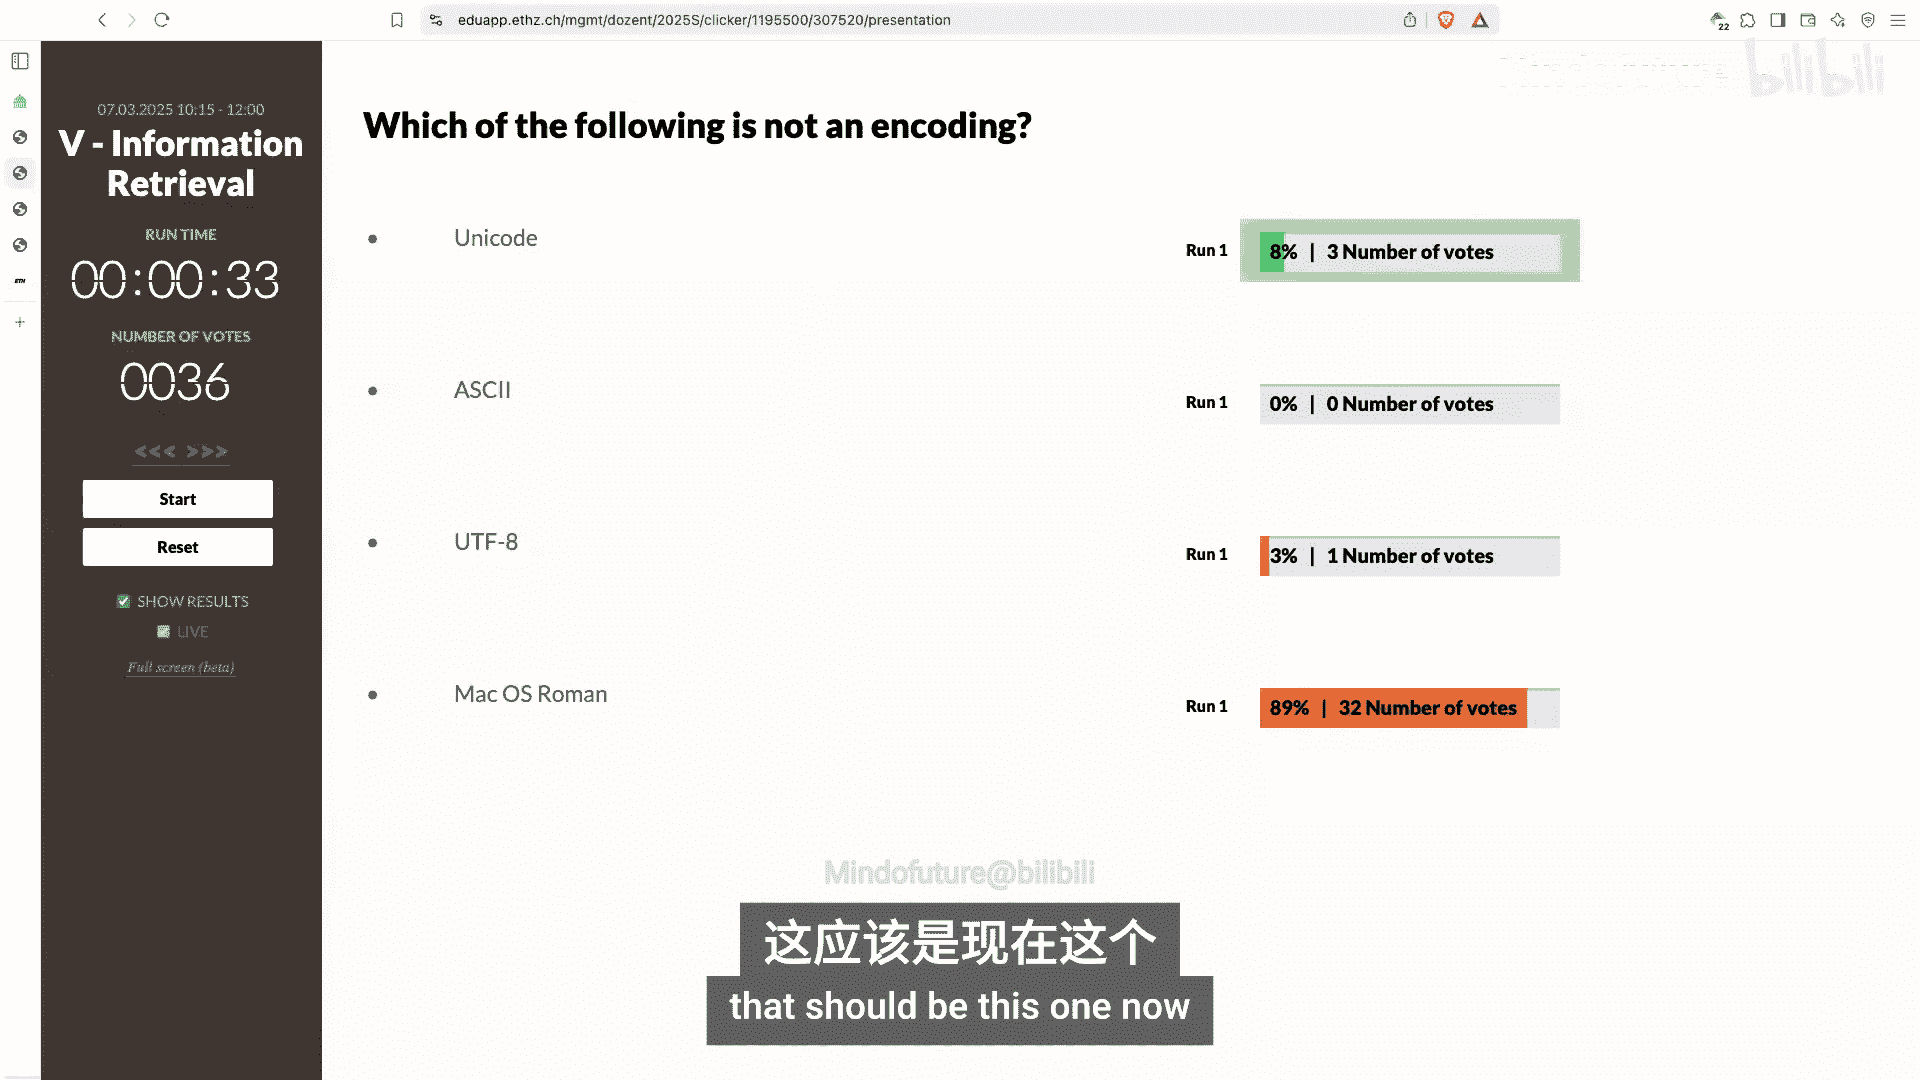 eduapp.ethz.ch/mgmt/dozent/2025S/clicker/1195500/307520/presentation
22
bilibili
07.03.2025 10:15 - 12:00
V - Information
Retrieval
RUN TIME
00:00:33
NUMBER OF VOTES
0036
<<< >>>
Start
Reset
SHOW RESULTS
LIVE
Full screen (beta)
ETH
Which of the following is not an encoding?
Unicode
Run 1
8% | 3 Number of votes
ASCII
Run 1
0% | 0 Number of votes
UTF-8
Run 1
3% | 1 Number of votes
Mac OS Roman
Run 1
89% | 32 Number of votes
Mindofuture@bilibili
这应该是现在这个
that should be this one now